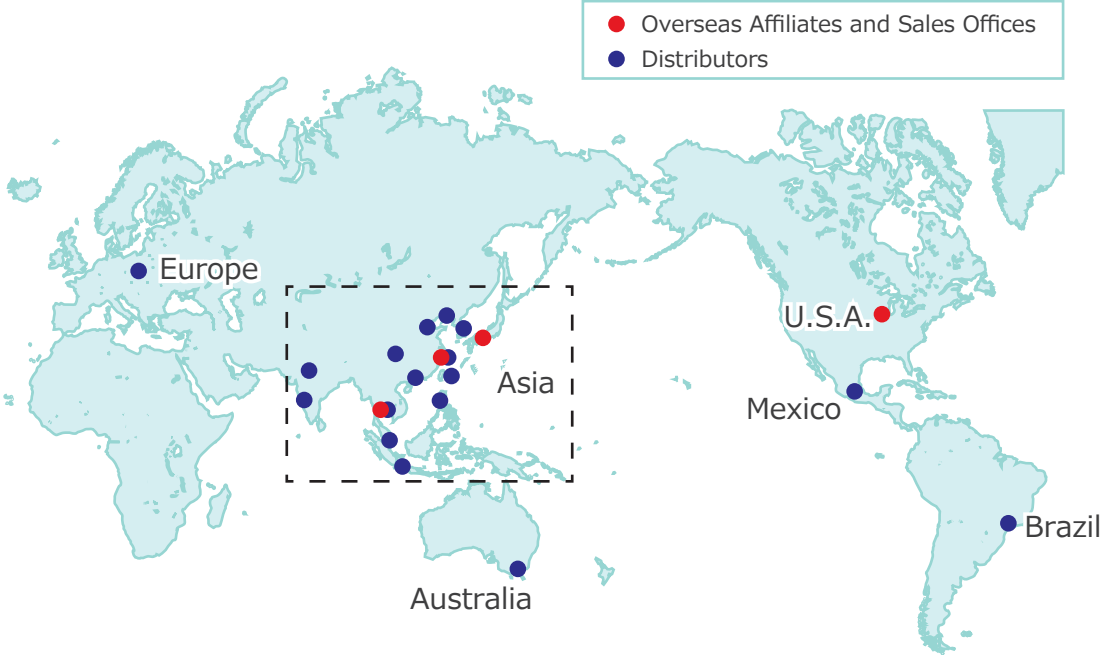 Overseas Affiliates and Sales Offices
Distributors
Europe
U.S.A.
Asia
Mexico
Brazil
Australia